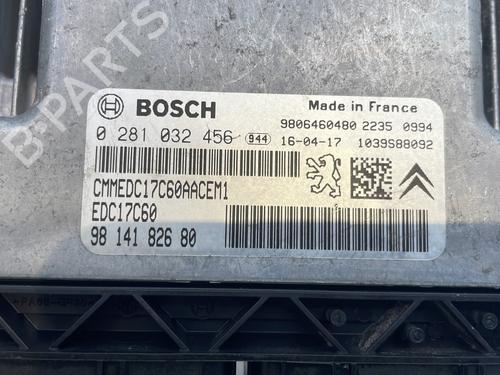 B-PARTS
BOSCH
Made in France
9806460480 2235 0994
0 281 032 456 944 16-04-17 1039S88092
CMMEDC17C60AACEM1
EDC17C60
98 141 826 80